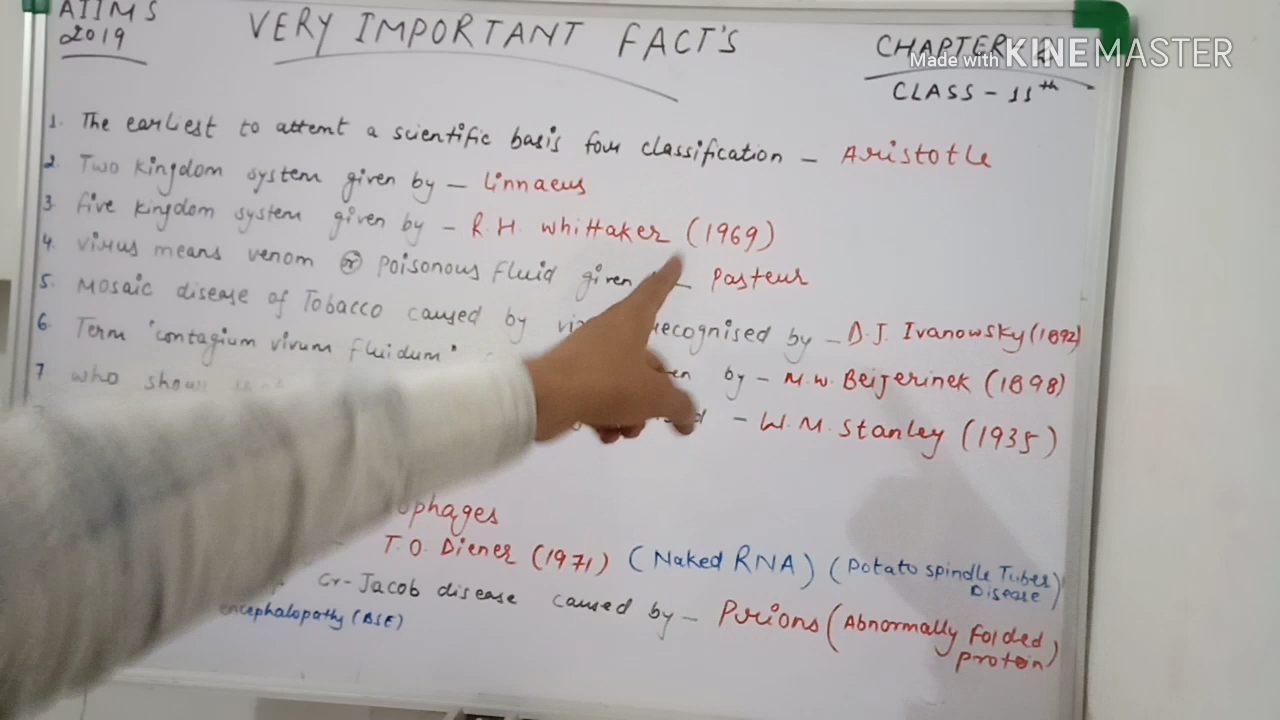 AIIMS
2019
VERY IMPORTANT FACT'S
CHAPTER 2
Made with KINEMASTER
CLASS - 11th
1. The earliest to attemt a scientific basis for classification - Aristotle
2. Two kingdom system given by - Linnaeus
3. five kingdom system given by - R.H. Whittaker (1969)
4. virus means venom or Poisonous fluid given - Pasteur
5. Mosaic disease of Tobacco caused by recognised by - D.J. Ivanowsky (1892)
6. Term 'contagium vivum fluidum' by - M.W. Beijerinek (1898)
7 who - W.M. Stanley (1935)
T.O. Diener (1971) (Naked RNA) (Potato spindle Tuber
Disease)
Cr-Jacob disease caused by - Prions (Abnormally folded
protein)
encephalopathy (BSE)